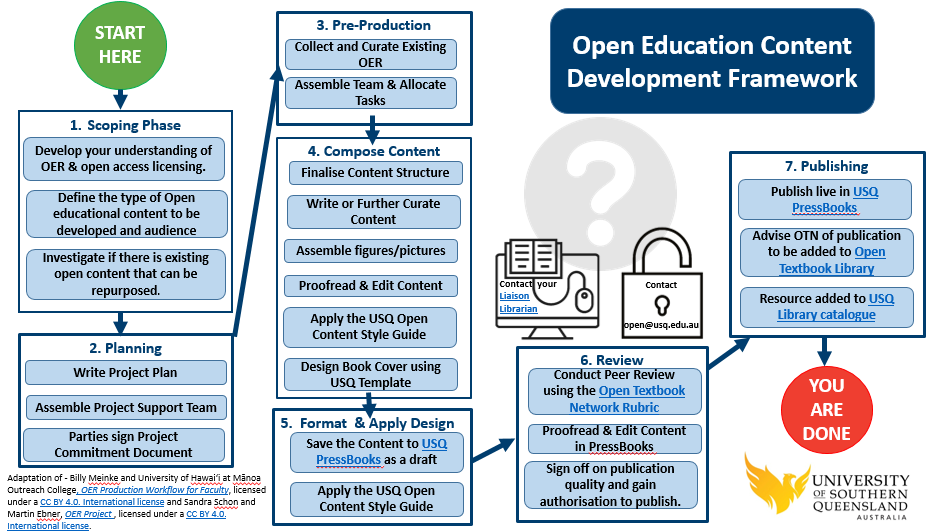 START
HERE
1. Scoping Phase
Develop your understanding of
OER & open access licensing.
Define the type of Open
educational content to be
developed and audience
Investigate if there is existing
open content that can be
repurposed.
2. Planning
Write Project Plan
Assemble Project Support Team
Parties sign Project
Commitment Document
3. Pre-Production
Collect and Curate Existing
OER
Assemble Team & Allocate
Tasks
4. Compose Content
Finalise Content Structure
Write or Further Curate
Content
Assemble figures/pictures
Proofread & Edit Content
Apply the USQ Open
Content Style Guide
Design Book Cover using
USQ Template
5. Format & Apply Design
Save the Content to USQ
PressBooks as a draft
Apply the USQ Open
Content Style Guide
Open Education Content
Development Framework
?
Contact your
Liaison
Librarian
Contact
open@usq.edu.au
6. Review
Conduct Peer Review
using the Open Textbook
Network Rubric
Proofread & Edit Content
in PressBooks
Sign off on publication
quality and gain
authorisation to publish.
7. Publishing
Publish live in USQ
PressBooks
Advise OTN of publication
to be added to Open
Textbook Library
Resource added to USQ
Library catalogue
YOU
ARE
DONE
Adaptation of - Billy Meinke and University of Hawai'i at Mānoa
Outreach College, OER Production Workflow for Faculty, licensed
under a CC BY 4.0. International license and Sandra Schon and
Martin Ebner, OER Project , licensed under a CC BY 4.0.
International license.
UNIVERSITY
OF SOUTHERN
QUEENSLAND
AUSTRALIA